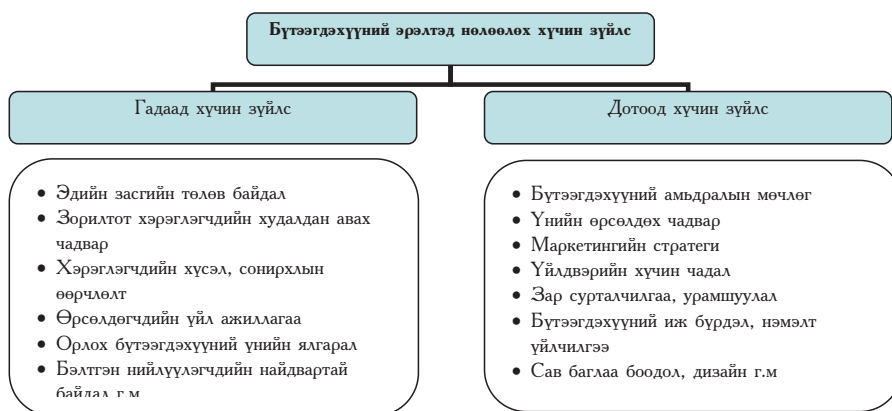 Бүтээгдэхүүний эрэлтэд нөлөөлөх хүчин зүйлс
Гадаад хүчин зүйлс
• Эдийн засгийн төлөв байдал
• Зорилтот хэрэглэгчдийн худалдан авах
чадвар
• Хэрэглэгчдийн хүсэл, сонирхлын
өөрчлөлт
• Өрсөлдөгчдийн үйл ажиллагаа
• Орлох бүтээгдэхүүний үнийн ялгарал
• Бэлтгэн нийлүүлэгчдийн найдвартай
байдал г.м
Дотоод хүчин зүйлс
• Бүтээгдэхүүний амьдралын мөчлөг
• Үнийн өрсөлдөх чадвар
• Маркетингийн стратеги
• Үйлдвэрийн хүчин чадал
• Зар сурталчилгаа, урамшуулал
• Бүтээгдэхүүний иж бүрдэл, нэмэлт
үйлчилгээ
• Сав баглаа боодол, дизайн г.м